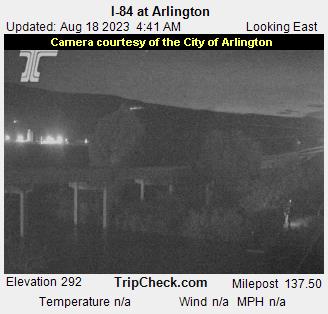 I-84 at Arlington
Updated: Aug 18 2023 4:41 AM Looking East
Camera courtesy of the City of Arlington
Elevation 292 TripCheck.com Milepost 137.50
Temperature n/a Wind n/a MPH n/a